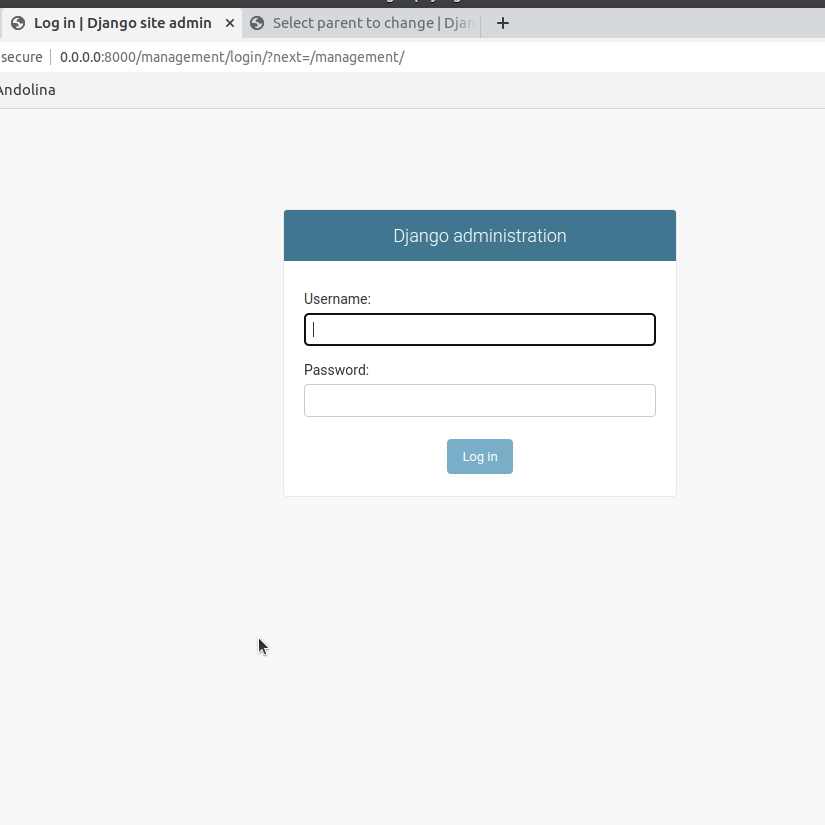 Log in | Django site admin
Select parent to change | Djan
secure
0.0.0.0:8000/management/login/?next=/management/
Andolina
Django administration
Username:
Password:
Log in